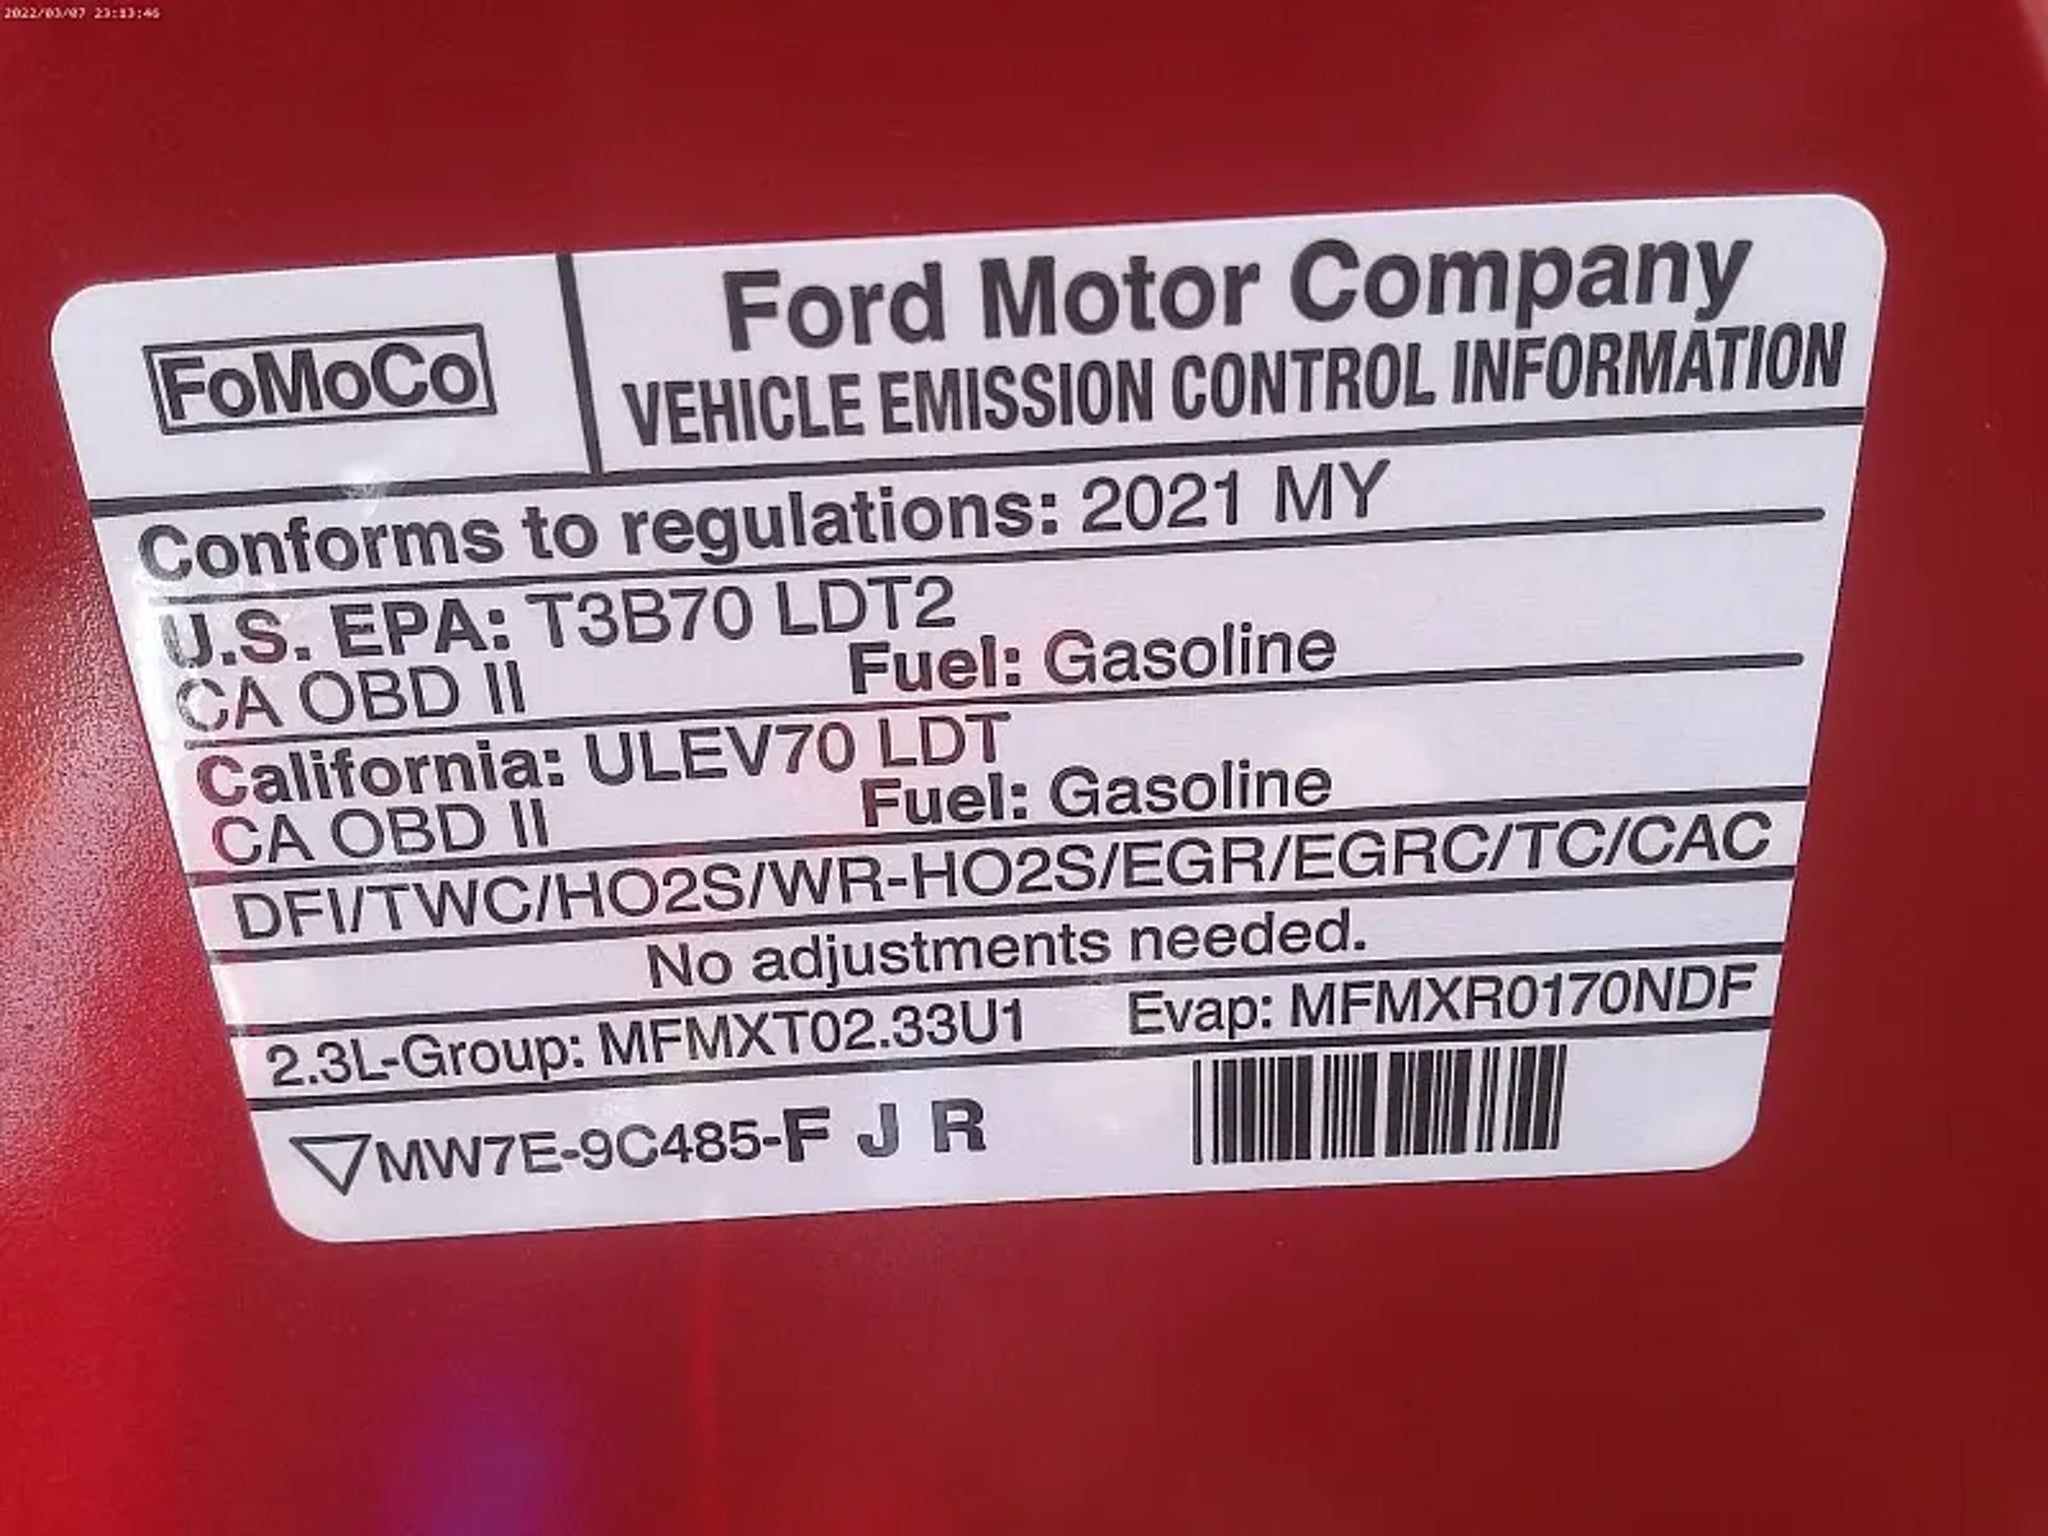 2022/03/07 23:13:46
FoMoCo
Ford Motor Company
VEHICLE EMISSION CONTROL INFORMATION
Conforms to regulations: 2021 MY
U.S. EPA: T3B70 LDT2
CA OBD II Fuel: Gasoline
California: ULEV70 LDT
CA OBD II Fuel: Gasoline
DFI/TWC/HO2S/WR-HO2S/EGR/EGRC/TC/CAC
No adjustments needed.
2.3L-Group: MFMXT02.33U1 Evap: MFMXR0170NDF
MW7E-9C485-F J R